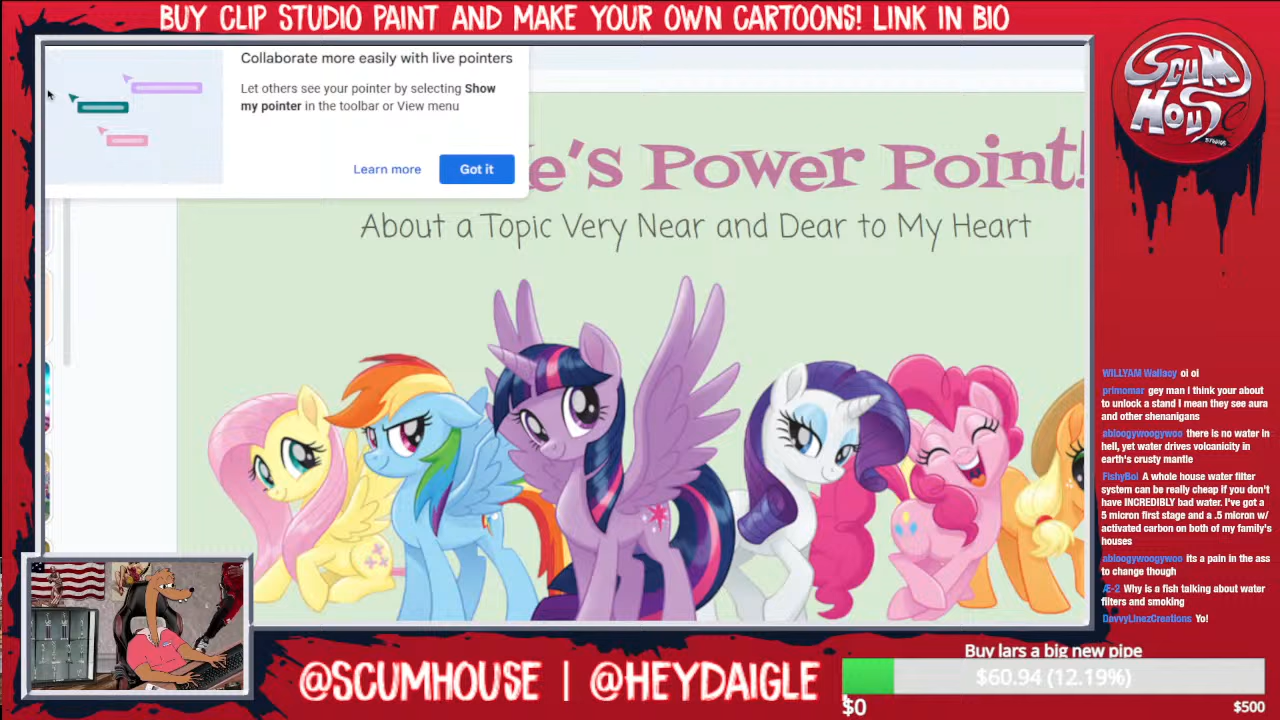 BUY CLIP STUDIO PAINT AND MAKE YOUR OWN CARTOONS! LINK IN BIO
SCUM
HOUSE
Collaborate more easily with live pointers
Let others see your pointer by selecting Show
my pointer in the toolbar or View menu
Learn more
Got it
e's Power Point!
About a Topic Very Near and Dear to My Heart
WILLYAM Wallacy oi oi
primomar gey man I think your about
to unlock a stand I mean they see aura
and other shenanigans
abloogywoogywoo there is no water in
hell, yet water drives volcanicity in
earth's crusty mantle
FishyBoi A whole house water filter
system can be really cheap if you don't
have INCREDIBLY bad water. I've got a
5 micron first stage and a .5 micron w/
activated carbon on both of my family's
houses
abloogywoogywoo its a pain in the ass
to change though
Æ-2 Why is a fish talking about water
filters and smoking
DavvyLinezCreations Yo!
@SCUMHOUSE | @HEYDAIGLE
Buy lars a big new pipe
$60.94 (12.19%)
$0
$500